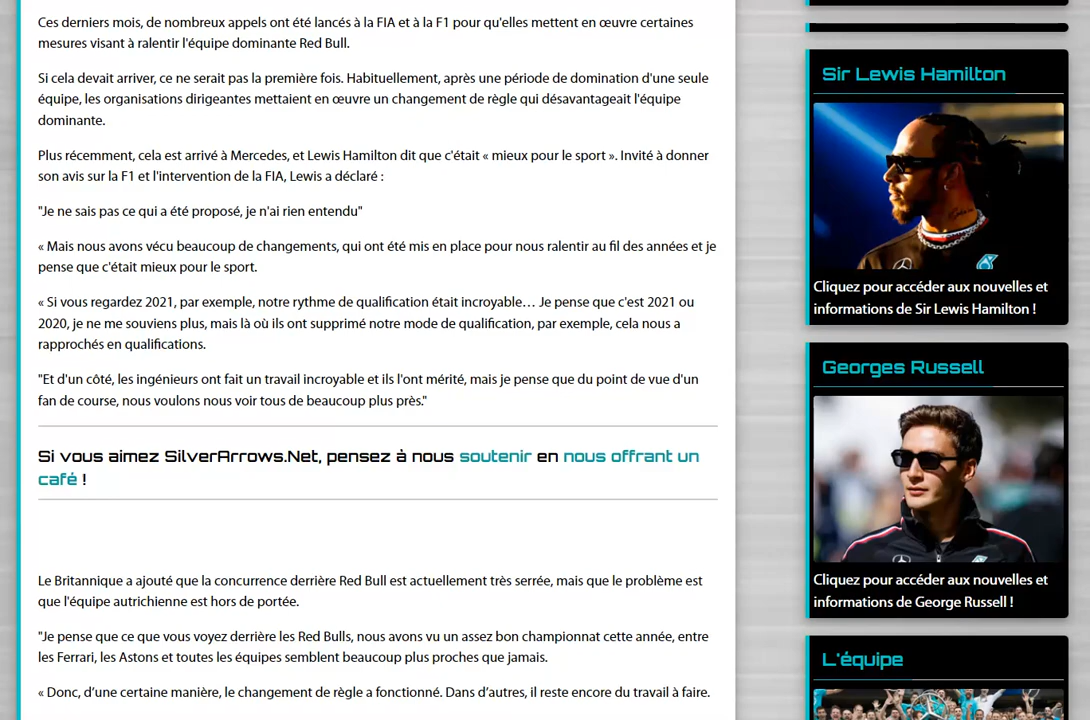 Ces derniers mois, de nombreux appels ont été lancés à la FIA et à la F1 pour qu'elles mettent en œuvre certaines
mesures visant à ralentir l'équipe dominante Red Bull.
Si cela devait arriver, ce ne serait pas la première fois. Habituellement, après une période de domination d'une seule
équipe, les organisations dirigeantes mettaient en œuvre un changement de règle qui désavantageait l'équipe
dominante.
Plus récemment, cela est arrivé à Mercedes, et Lewis Hamilton dit que c'était « mieux pour le sport ». Invité à donner
son avis sur la F1 et l'intervention de la FIA, Lewis a déclaré :
"Je ne sais pas ce qui a été proposé, je n'ai rien entendu"
« Mais nous avons vécu beaucoup de changements, qui ont été mis en place pour nous ralentir au fil des années et je
pense que c'était mieux pour le sport.
« Si vous regardez 2021, par exemple, notre rythme de qualification était incroyable… Je pense que c'est 2021 ou
2020, je ne me souviens plus, mais là où ils ont supprimé notre mode de qualification, par exemple, cela nous a
rapprochés en qualifications.
"Et d'un côté, les ingénieurs ont fait un travail incroyable et ils l'ont mérité, mais je pense que du point de vue d'un
fan de course, nous voulons nous voir tous de beaucoup plus près."
Si vous aimez SilverArrows.Net, pensez à nous soutenir en nous offrant un
café !
Le Britannique a ajouté que la concurrence derrière Red Bull est actuellement très serrée, mais que le problème est
que l'équipe autrichienne est hors de portée.
"Je pense que ce que vous voyez derrière les Red Bulls, nous avons vu un assez bon championnat cette année, entre
les Ferrari, les Astons et toutes les équipes semblent beaucoup plus proches que jamais.
« Donc, d’une certaine manière, le changement de règle a fonctionné. Dans d’autres, il reste encore du travail à faire.
Sir Lewis Hamilton
Cliquez pour accéder aux nouvelles et
informations de Sir Lewis Hamilton !
Georges Russell
Cliquez pour accéder aux nouvelles et
informations de George Russell !
L'équipe